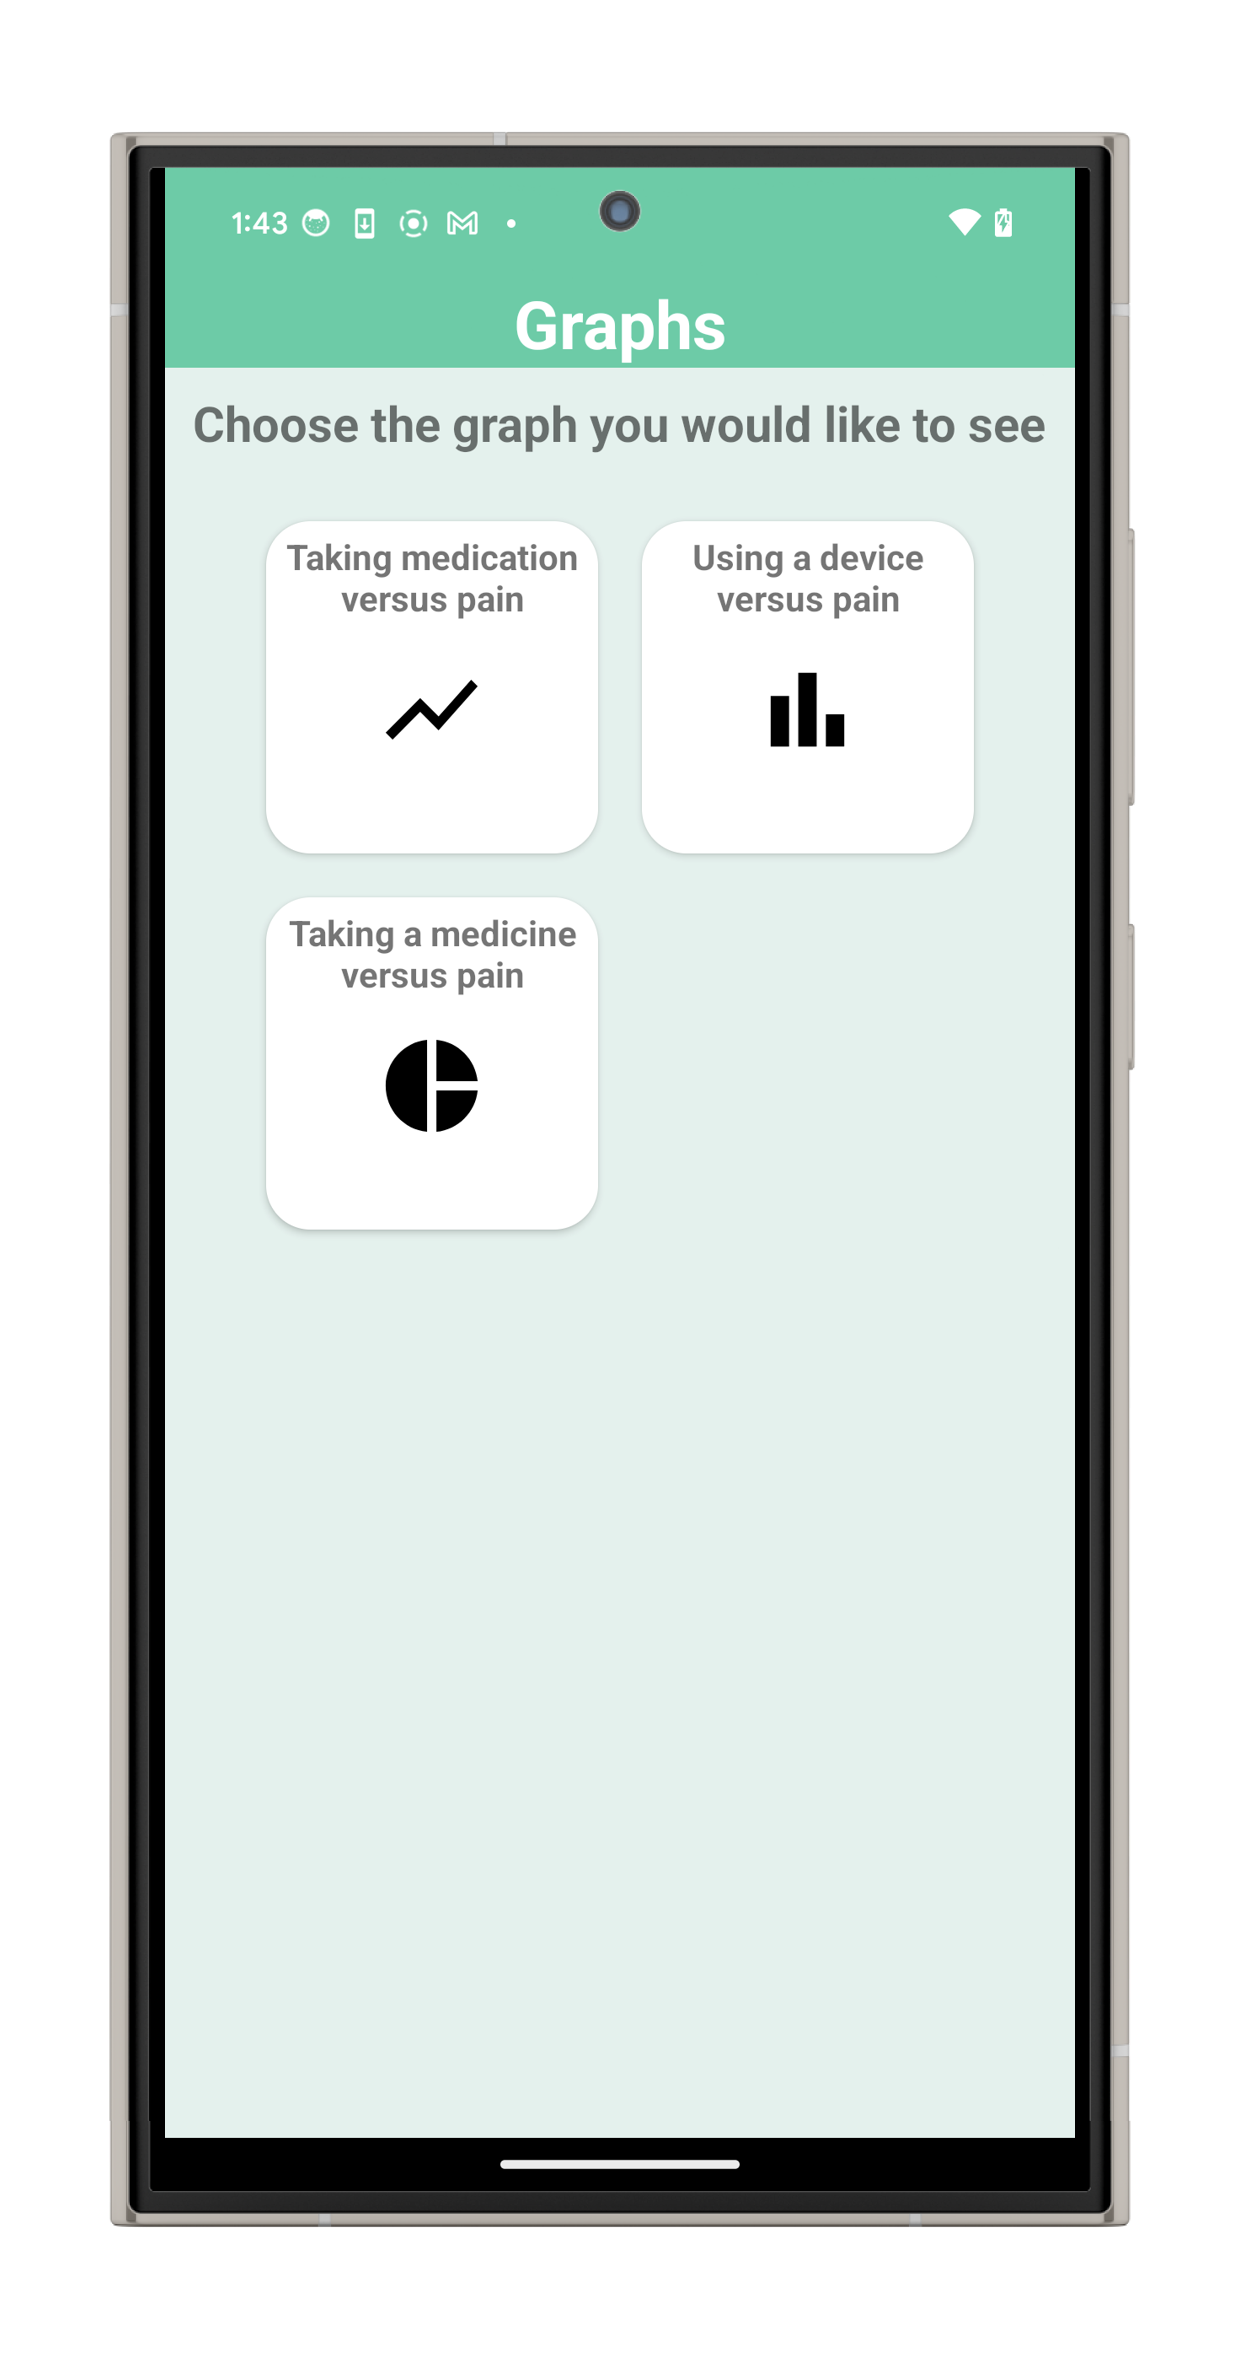 1:43
Graphs
Choose the graph you would like to see
Taking medication
versus pain
Using a device
versus pain
Taking a medicine
versus pain